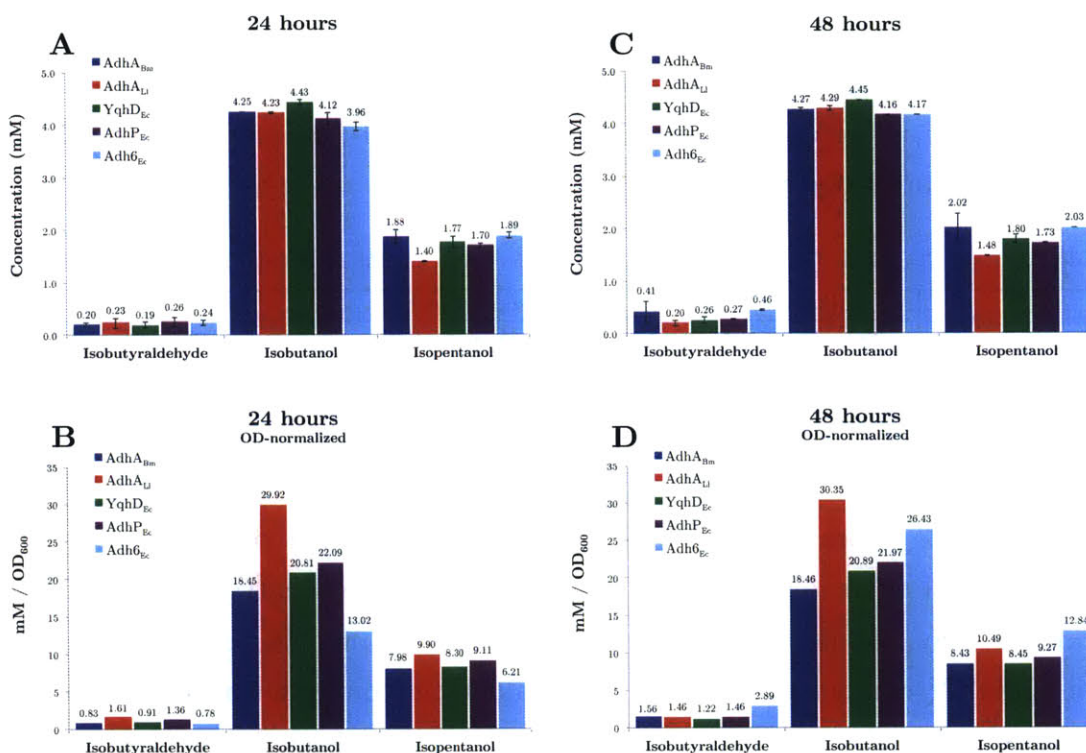 24 hours
A
AdhA_Bm
AdhA_Ll
YqhD_Ec
AdhP_Ec
Adh6_Ec
Concentration (mM)
5.0
4.0
3.0
2.0
1.0
0.0
0.20 0.23 0.19 0.26 0.24
4.25 4.23 4.43 4.12 3.96
1.88 1.40 1.77 1.70 1.89
Isobutyraldehyde Isobutanol Isopentanol
48 hours
C
AdhA_Bm
AdhA_Ll
YqhD_Ec
AdhP_Ec
Adh6_Ec
Concentration (mM)
5.0
4.0
3.0
2.0
1.0
0.0
0.41 0.20 0.26 0.27 0.46
4.27 4.29 4.45 4.16 4.17
2.02 1.48 1.80 1.73 2.03
Isobutyraldehyde Isobutanol Isopentanol
24 hours
OD-normalized
B
AdhA_Bm
AdhA_Ll
YqhD_Ec
AdhP_Ec
Adh6_Ec
mM / OD_600
35
30
25
20
15
10
5
0
0.83 1.61 0.91 1.36 0.78
18.45 29.92 20.81 22.09 13.02
7.98 9.90 8.30 9.11 6.21
Isobutyraldehyde Isobutanol Isopentanol
48 hours
OD-normalized
D
AdhA_Bm
AdhA_Ll
YqhD_Ec
AdhP_Ec
Adh6_Ec
mM / OD_600
35
30
25
20
15
10
5
0
1.56 1.46 1.22 1.46 2.89
18.46 30.35 20.89 21.97 26.43
8.43 10.49 8.45 9.27 12.84
Isobutyraldehyde Isobutanol Isopentanol